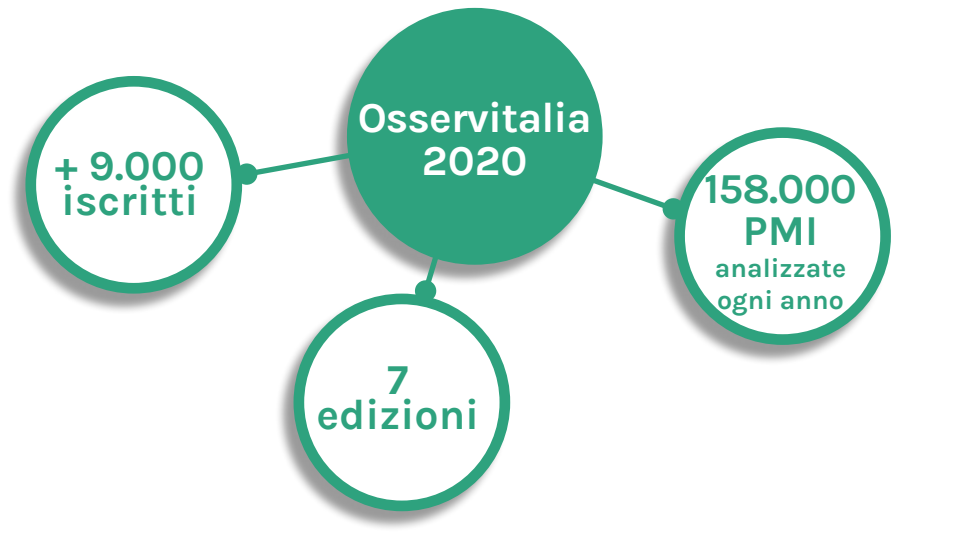 Osservitalia
2020
+ 9.000
iscritti
7
edizioni
158.000
PMI
analizzate
ogni anno